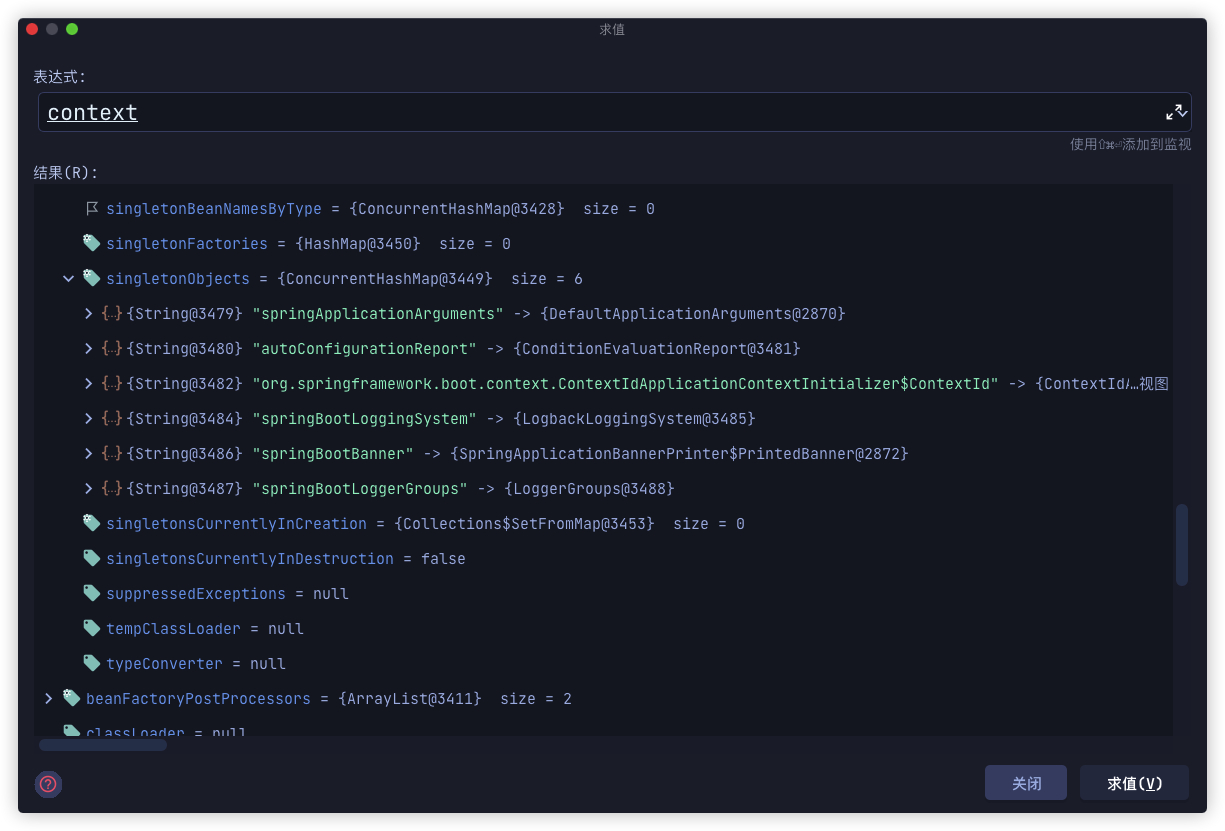 求值
表达式:
context
使用⇧⌘⏎添加到监视
结果(R):
singletonBeanNamesByType = {ConcurrentHashMap@3428} size = 0
singletonFactories = {HashMap@3450} size = 0
singletonObjects = {ConcurrentHashMap@3449} size = 6
{..}{String@3479} "springApplicationArguments" -> {DefaultApplicationArguments@2870}
{..}{String@3480} "autoConfigurationReport" -> {ConditionEvaluationReport@3481}
{..}{String@3482} "org.springframework.boot.context.ContextIdApplicationContextInitializer$ContextId" -> {ContextIdA…视图
{..}{String@3484} "springBootLoggingSystem" -> {LogbackLoggingSystem@3485}
{..}{String@3486} "springBootBanner" -> {SpringApplicationBannerPrinter$PrintedBanner@2872}
{..}{String@3487} "springBootLoggerGroups" -> {LoggerGroups@3488}
singletonsCurrentlyInCreation = {Collections$SetFromMap@3453} size = 0
singletonsCurrentlyInDestruction = false
suppressedExceptions = null
tempClassLoader = null
typeConverter = null
beanFactoryPostProcessors = {ArrayList@3411} size = 2
classLoader = null
?
关闭
求值(V)